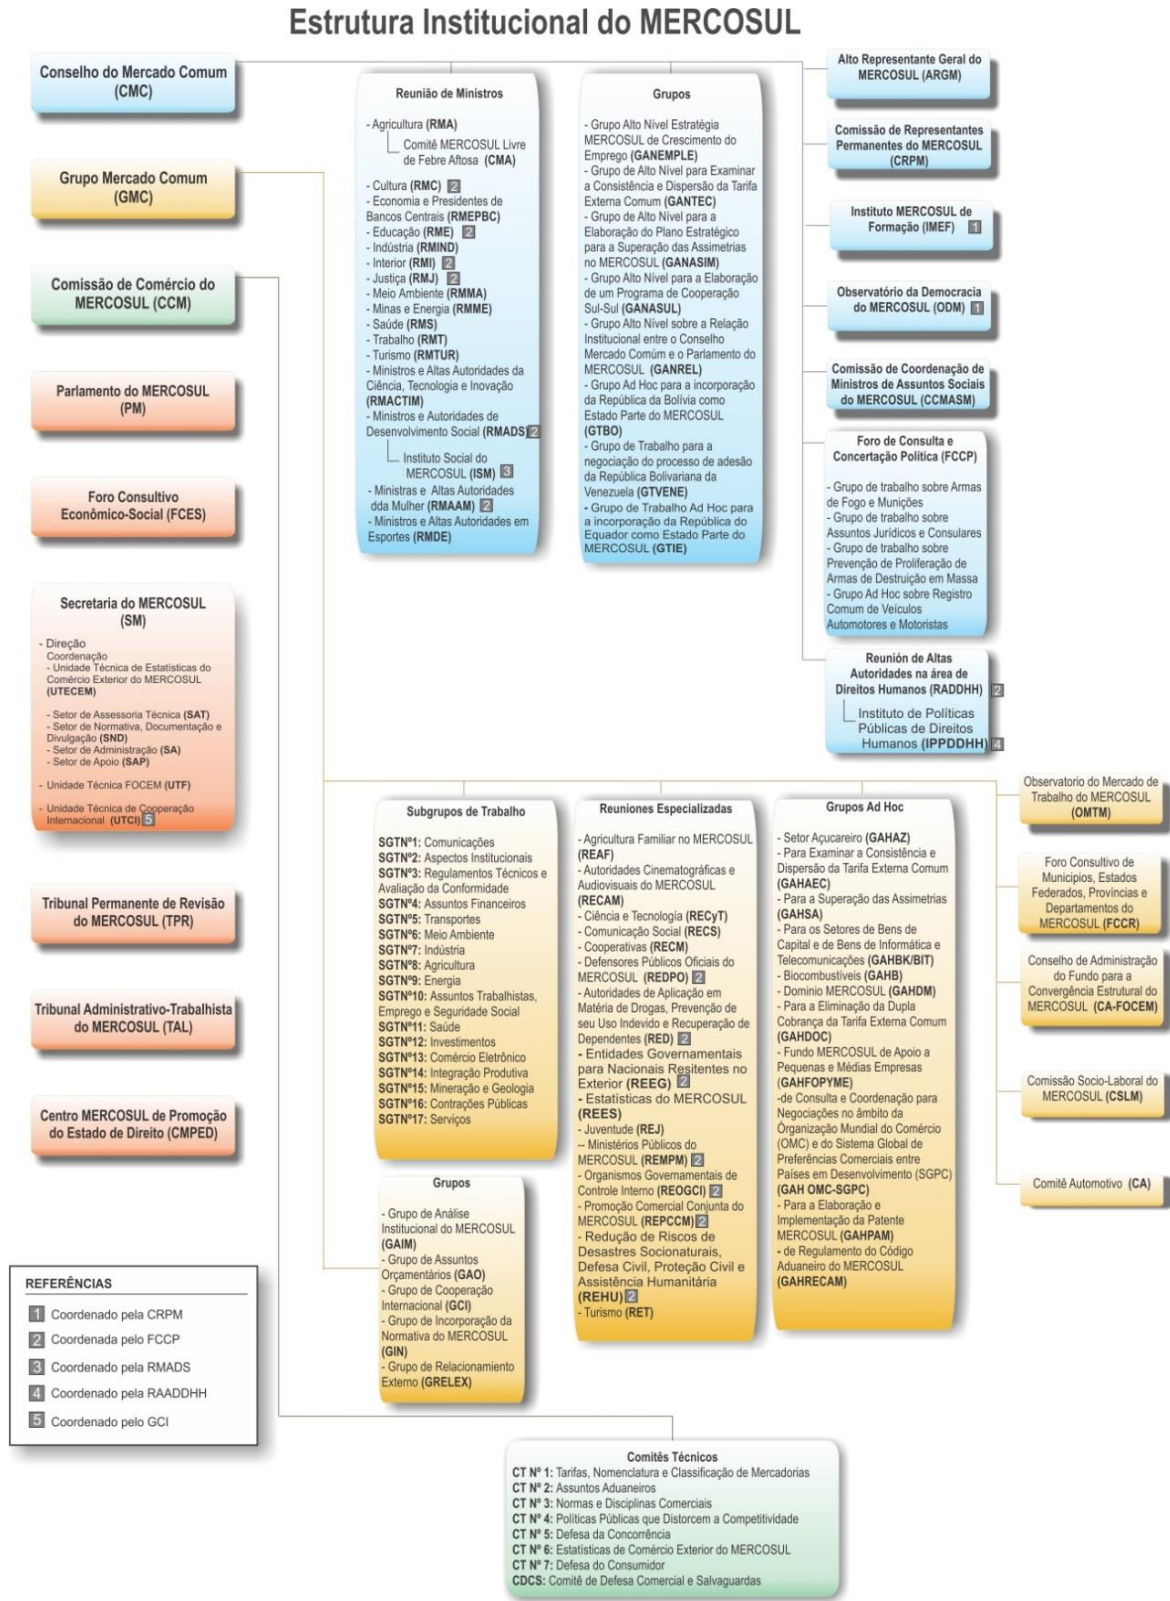 Estrutura Institucional do MERCOSUL
Conselho do Mercado Comum
(CMC)
Grupo Mercado Comum
(GMC)
Comissão de Comércio do
MERCOSUL (CCM)
Parlamento do MERCOSUL
(PM)
Foro Consultivo
Econômico-Social (FCES)
Secretaria do MERCOSUL
(SM)
- Direção
Coordenação
- Unidade Técnica de Estatísticas do
Comércio Exterior do MERCOSUL
(UTECEM)
- Setor de Assessoria Técnica (SAT)
- Setor de Normativa, Documentação e
Divulgação (SND)
- Setor de Administração (SA)
- Setor de Apoio (SAP)
- Unidade Técnica FOCEM (UTF)
- Unidade Técnica de Cooperação
Internacional (UTCI) 5
Tribunal Permanente de Revisão
do MERCOSUL (TPR)
Tribunal Administrativo-Trabalhista
do MERCOSUL (TAL)
Centro MERCOSUL de Promoção
do Estado de Direito (CMPED)
Reunião de Ministros
- Agricultura (RMA)
Comitê MERCOSUL Livre
de Febre Aftosa (CMA)
- Cultura (RMC) 2
- Economia e Presidentes de
Bancos Centrais (RMEPBC)
- Educação (RME) 2
- Indústria (RMIND)
- Interior (RMI) 2
- Justiça (RMJ) 2
- Meio Ambiente (RMMA)
- Minas e Energia (RMME)
- Saúde (RMS)
- Trabalho (RMT)
- Turismo (RMTUR)
- Ministros e Altas Autoridades da
Ciência, Tecnologia e Inovação
(RMACTIM)
- Ministros e Autoridades de
Desenvolvimento Social (RMADS) 2
Instituto Social do
MERCOSUL (ISM) 3
- Ministras e Altas Autoridades
dda Mulher (RMAAM) 2
- Ministros e Altas Autoridades em
Esportes (RMDE)
Grupos
- Grupo Alto Nível Estratégia
MERCOSUL de Crescimento do
Emprego (GANEMPLE)
- Grupo de Alto Nível para Examinar
a Consistência e Dispersão da Tarifa
Externa Comum (GANTEC)
- Grupo de Alto Nível para a
Elaboração do Plano Estratégico
para a Superação das Assimetrias
no MERCOSUL (GANASIM)
- Grupo Alto Nível para a Elaboração
de um Programa de Cooperação
Sul-Sul (GANASUL)
- Grupo Alto Nível sobre a Relação
Institucional entre o Conselho
Mercado Comúm e o Parlamento do
MERCOSUL (GANREL)
- Grupo Ad Hoc para a incorporação
da República da Bolívia como
Estado Parte do MERCOSUL
(GTBO)
- Grupo de Trabalho para a
negociação do processo de adesão
da República Bolivariana da
Venezuela (GTVENE)
- Grupo de Trabalho Ad Hoc para
a incorporação da República do
Equador como Estado Parte do
MERCOSUL (GTIE)
Alto Representante Geral do
MERCOSUL (ARGM)
Comissão de Representantes
Permanentes do MERCOSUL
(CRPM)
Instituto MERCOSUL de
Formação (IMEF) 1
Observatório da Democracia
do MERCOSUL (ODM) 1
Comissão de Coordenação de
Ministros de Assuntos Sociais
do MERCOSUL (CCMASM)
Foro de Consulta e
Concertação Política (FCCP)
- Grupo de trabalho sobre Armas
de Fogo e Munições
- Grupo de trabalho sobre
Assuntos Jurídicos e Consulares
- Grupo de trabalho sobre
Prevenção de Proliferação de
Armas de Destruição em Massa
- Grupo Ad Hoc sobre Registro
Comum de Veículos
Automotores e Motoristas
Reunión de Altas
Autoridades na área de
Direitos Humanos (RADDHH) 2
Instituto de Políticas
Públicas de Direitos
Humanos (IPPDDHH) 4
Subgrupos de Trabalho
SGTNº1: Comunicações
SGTNº2: Aspectos Institucionais
SGTNº3: Regulamentos Técnicos e
Avaliação da Conformidade
SGTNº4: Assuntos Financeiros
SGTNº5: Transportes
SGTNº6: Meio Ambiente
SGTNº7: Indústria
SGTNº8: Agricultura
SGTNº9: Energia
SGTNº10: Assuntos Trabalhistas,
Emprego e Seguridade Social
SGTNº11: Saúde
SGTNº12: Investimentos
SGTNº13: Comércio Eletrônico
SGTNº14: Integração Produtiva
SGTNº15: Mineração e Geologia
SGTNº16: Contrações Públicas
SGTNº17: Serviços
Grupos
- Grupo de Análise
Institucional do MERCOSUL
(GAIM)
- Grupo de Assuntos
Orçamentários (GAO)
- Grupo de Cooperação
Internacional (GCI)
- Grupo de Incorporação da
Normativa do MERCOSUL
(GIN)
- Grupo de Relacionamiento
Externo (GRELEX)
Reuniones Especializadas
- Agricultura Familiar no MERCOSUL
(REAF)
- Autoridades Cinematográficas e
Audiovisuais do MERCOSUL
(RECAM)
- Ciência e Tecnologia (RECyT)
- Comunicação Social (RECS)
- Cooperativas (RECM)
- Defensores Públicos Oficiais do
MERCOSUL (REDPO) 2
- Autoridades de Aplicação em
Matéria de Drogas, Prevenção de
seu Uso Indevido e Recuperação de
Dependentes (RED) 2
- Entidades Governamentais
para Nacionais Resitentes no
Exterior (REEG) 2
- Estatísticas do MERCOSUL
(REES)
- Juventude (REJ)
-- Ministérios Públicos do
MERCOSUL (REMPM) 2
- Organismos Governamentais de
Controle Interno (REOGCI) 2
- Promoção Comercial Conjunta do
MERCOSUL (REPCCM) 2
- Redução de Riscos de
Desastres Socionaturais,
Defesa Civil, Proteção Civil e
Assistência Humanitária
(REHU) 2
- Turismo (RET)
Grupos Ad Hoc
- Setor Açucareiro (GAHAZ)
- Para Examinar a Consistência e
Dispersão da Tarifa Externa Comum
(GAHAEC)
- Para a Superação das Assimetrias
(GAHSA)
- Para os Setores de Bens de
Capital e de Bens de Informática e
Telecomunicações (GAHBK/BIT)
- Biocombustíveis (GAHB)
- Dominio MERCOSUL (GAHDM)
- Para a Eliminação da Dupla
Cobrança da Tarifa Externa Comum
(GAHDOC)
- Fundo MERCOSUL de Apoio a
Pequenas e Médias Empresas
(GAHFOPYME)
-de Consulta e Coordenação para
Negociações no âmbito da
Órganização Mundial do Comércio
(OMC) e do Sistema Global de
Preferências Comerciais entre
Países em Desenvolvimento (SGPC)
(GAH OMC-SGPC)
- Para a Elaboração e
Implementação da Patente
MERCOSUL (GAHPAM)
- de Regulamento do Código
Aduaneiro do MERCOSUL
(GAHRECAM)
Observatorio do Mercado de
Trabalho do MERCOSUL
(OMTM)
Foro Consultivo de
Municipios, Estados
Federados, Províncias e
Departamentos do
MERCOSUL (FCCR)
Conselho de Administração
do Fundo para a
Convergência Estrutural do
MERCOSUL (CA-FOCEM)
Comissão Socio-Laboral do
MERCOSUL (CSLM)
Comitê Automotivo (CA)
REFERÊNCIAS
1 Coordenado pela CRPM
2 Coordenada pelo FCCP
3 Coordenado pela RMADS
4 Coordenado pela RAADDHH
5 Coordenado pelo GCI
Comitês Técnicos
CT Nº 1: Tarifas, Nomenclatura e Classificação de Mercadorias
CT Nº 2: Assuntos Aduaneiros
CT Nº 3: Normas e Disciplinas Comerciais
CT Nº 4: Políticas Públicas que Distorcem a Competitividade
CT Nº 5: Defesa da Concorrência
CT Nº 6: Estatísticas de Comércio Exterior do MERCOSUL
CT Nº 7: Defesa do Consumidor
CDCS: Comitê de Defesa Comercial e Salvaguardas